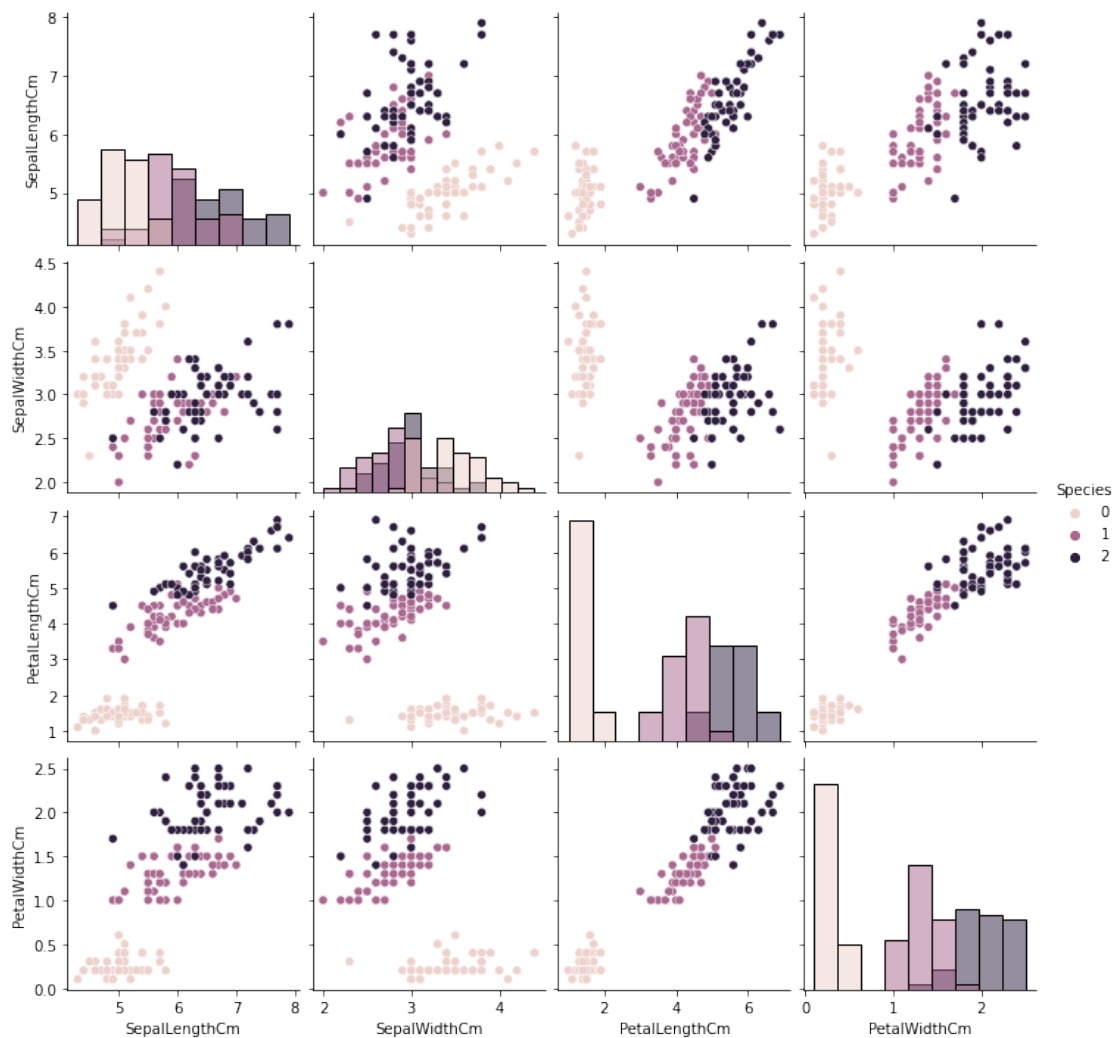 8
7
6
5
SepalLengthCm
4.5
4.0
3.5
3.0
2.5
2.0
SepalWidthCm
7
6
5
4
3
2
1
PetalLengthCm
2.5
2.0
1.5
1.0
0.5
0.0
PetalWidthCm
5 6 7 8
SepalLengthCm
2 3 4
SepalWidthCm
2 4 6
PetalLengthCm
0 1 2
PetalWidthCm
Species
0
1
2